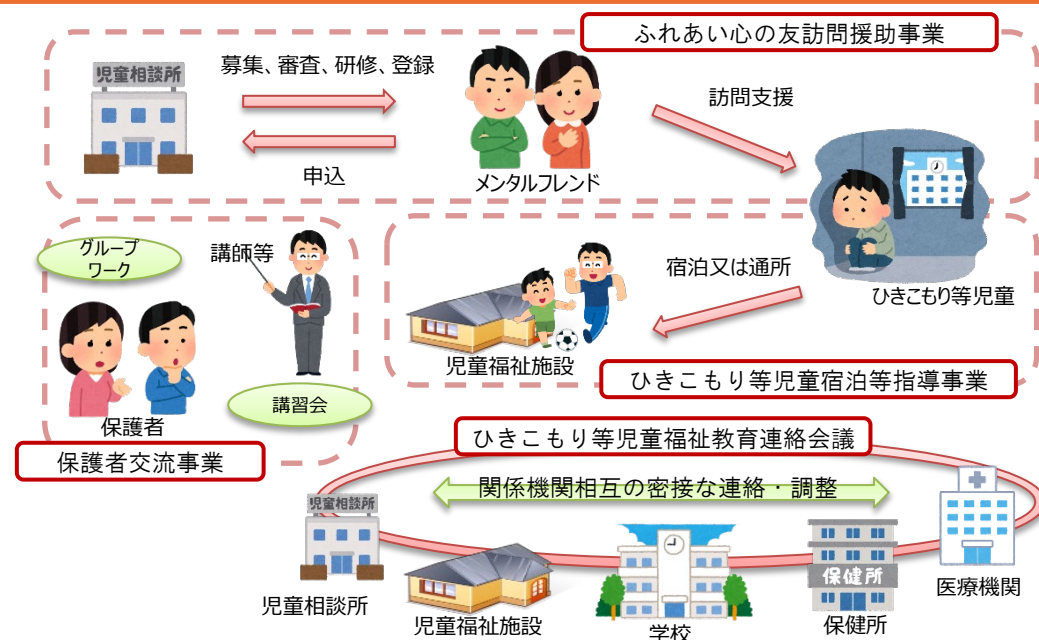 ふれあい心の友訪問援助事業
児童相談所
募集、審査、研修、登録
申込
メンタルフレンド
訪問支援
ひきこもり等児童
グループ
ワーク
講師等
保護者
講習会
保護者交流事業
宿泊又は通所
児童福祉施設
ひきこもり等児童宿泊等指導事業
ひきこもり等児童福祉教育連絡会議
関係機関相互の密接な連絡・調整
児童相談所
児童相談所
児童福祉施設
学校
保健所
保健所
医療機関